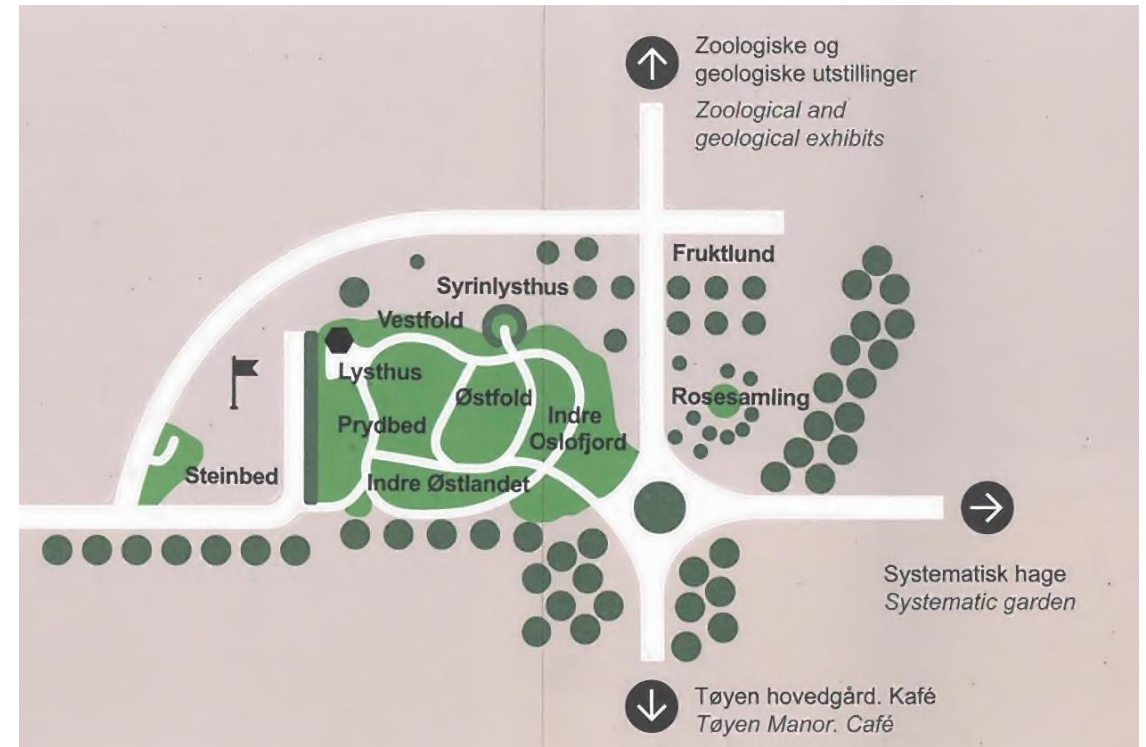 Zoologiske og
geologiske utstillinger
Zoological and
geological exhibits
Fruktlund
Syrinlysthus
Vestfold
Lysthus
Østfold
Rosesamling
Indre
Oslofjord
Prydbed
Steinbed
Indre Østlandet
Systematisk hage
Systematic garden
Tøyen hovedgård. Kafé
Tøyen Manor. Café